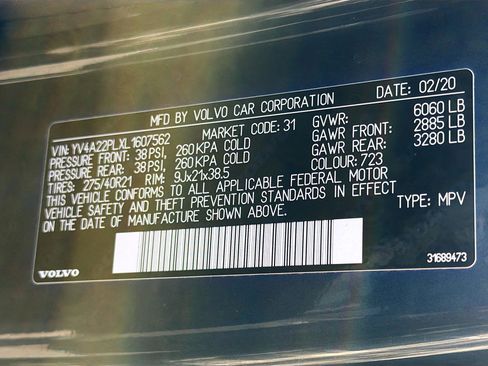 MFD BY VOLVO CAR CORPORATION DATE: 02/20
VIN: YV4A22PLXL1607562 MARKET CODE: 31 GVWR: 6060 LB
PRESSURE FRONT: 38 PSI, 260 KPA COLD GAWR FRONT: 2885 LB
PRESSURE REAR: 38 PSI, 260 KPA COLD GAWR REAR: 3280 LB
TIRES: 275/40R21 RIM: 9Jx21x38.5 COLOUR: 723
THIS VEHICLE CONFORMS TO ALL APPLICABLE FEDERAL MOTOR
VEHICLE SAFETY AND THEFT PREVENTION STANDARDS IN EFFECT
ON THE DATE OF MANUFACTURE SHOWN ABOVE. TYPE: MPV
VOLVO 31689473